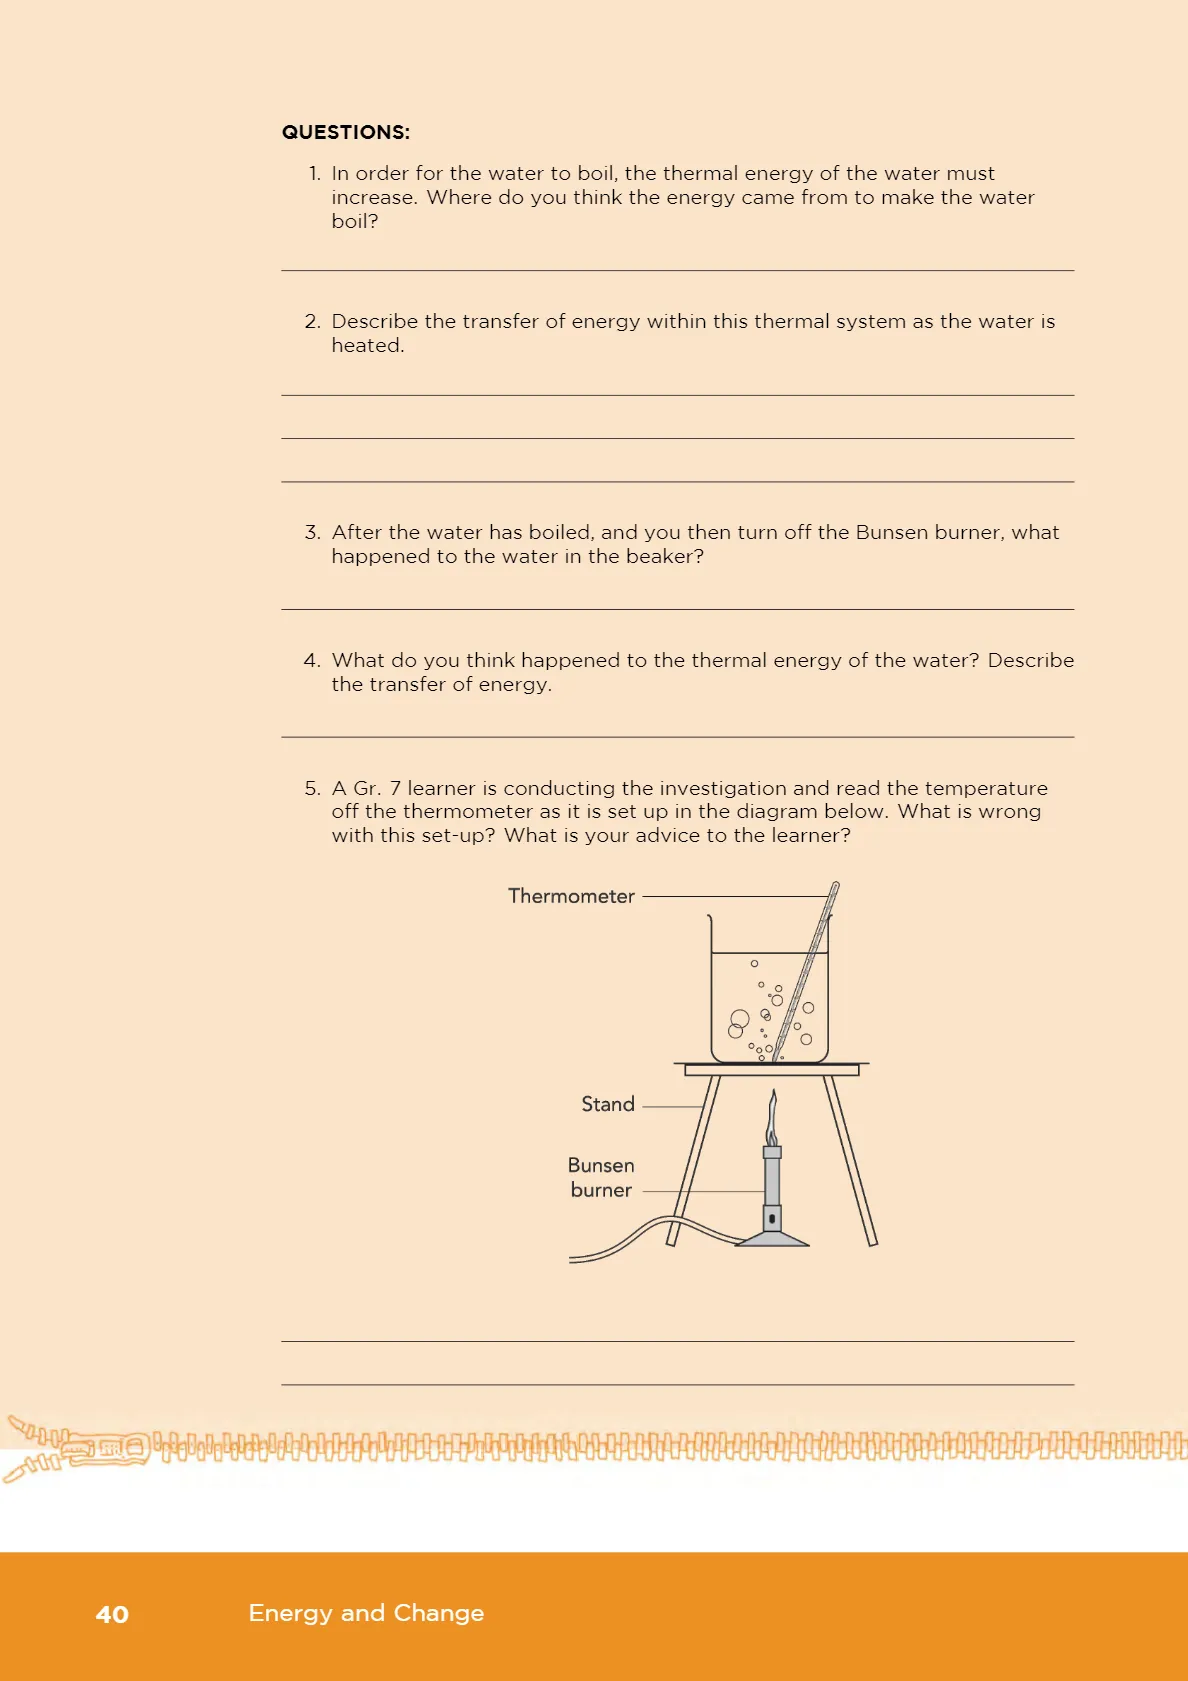 QUESTIONS:
1. In order for the water to boil, the thermal energy of the water must
increase. Where do you think the energy came from to make the water
boil?
2. Describe the transfer of energy within this thermal system as the water is
heated.
3. After the water has boiled, and you then turn off the Bunsen burner, what
happened to the water in the beaker?
4. What do you think happened to the thermal energy of the water? Describe
the transfer of energy.
5. A Gr. 7 learner is conducting the investigation and read the temperature
off the thermometer as it is set up in the diagram below. What is wrong
with this set-up? What is your advice to the learner?
Thermometer
Stand
Bunsen
burner
40 Energy and Change